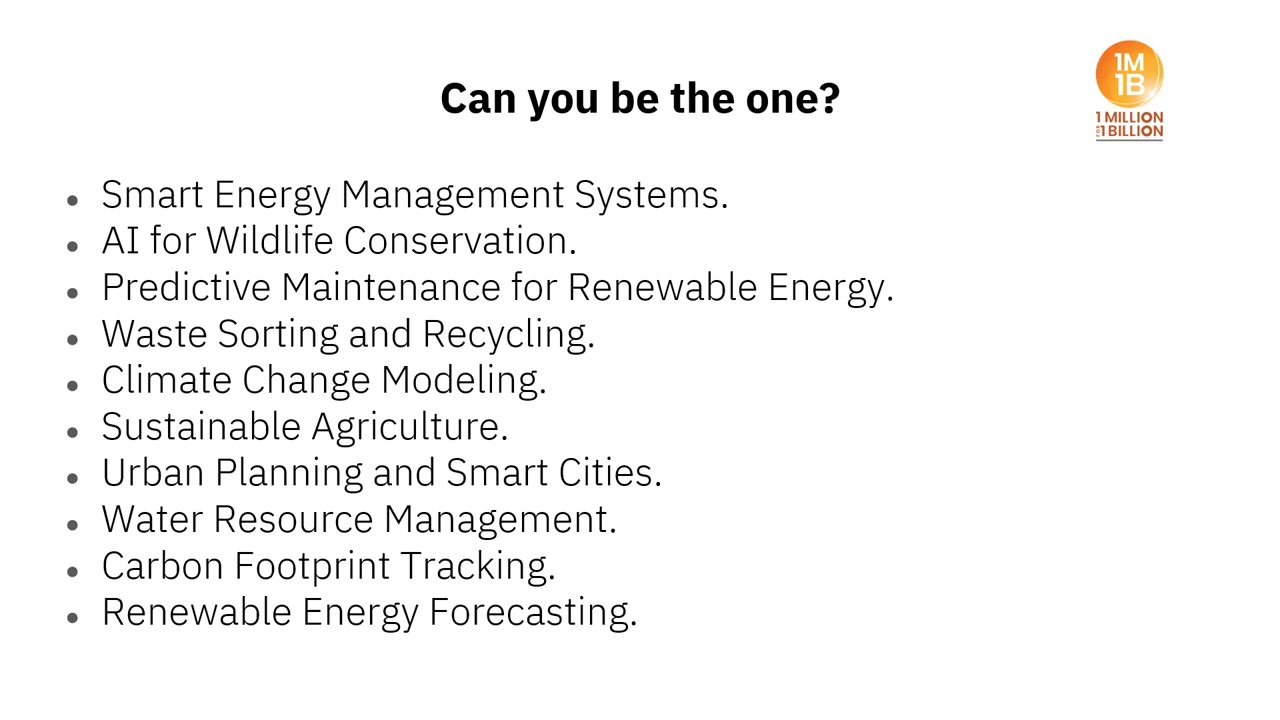 Can you be the one?
1M
1B
1 MILLION
FOR 1 BILLION
• Smart Energy Management Systems.
• AI for Wildlife Conservation.
• Predictive Maintenance for Renewable Energy.
• Waste Sorting and Recycling.
• Climate Change Modeling.
• Sustainable Agriculture.
• Urban Planning and Smart Cities.
• Water Resource Management.
• Carbon Footprint Tracking.
• Renewable Energy Forecasting.